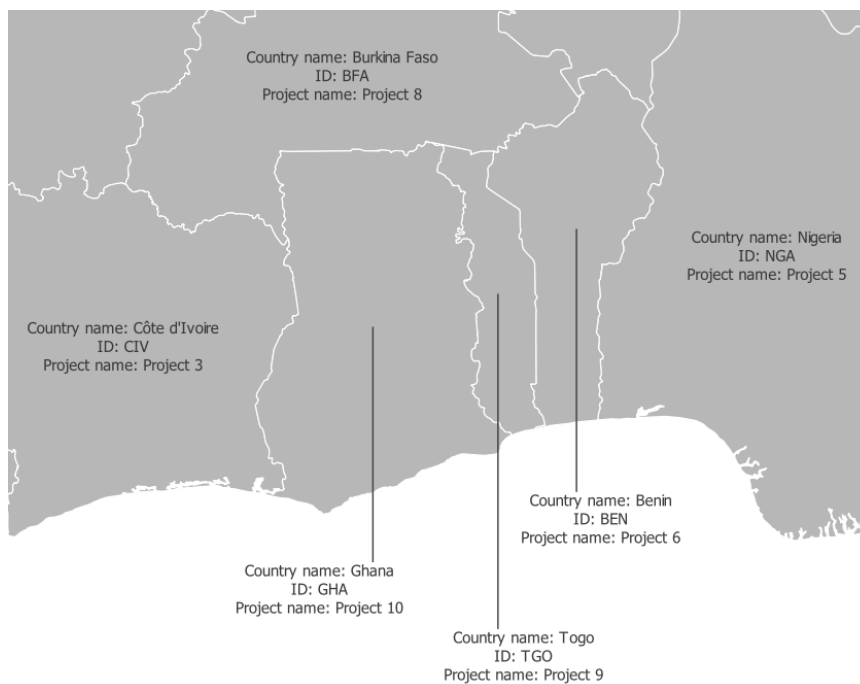 Country name: Burkina Faso
ID: BFA
Project name: Project 8
Country name: Nigeria
ID: NGA
Project name: Project 5
Country name: Côte d'Ivoire
ID: CIV
Project name: Project 3
Country name: Benin
ID: BEN
Project name: Project 6
Country name: Ghana
ID: GHA
Project name: Project 10
Country name: Togo
ID: TGO
Project name: Project 9